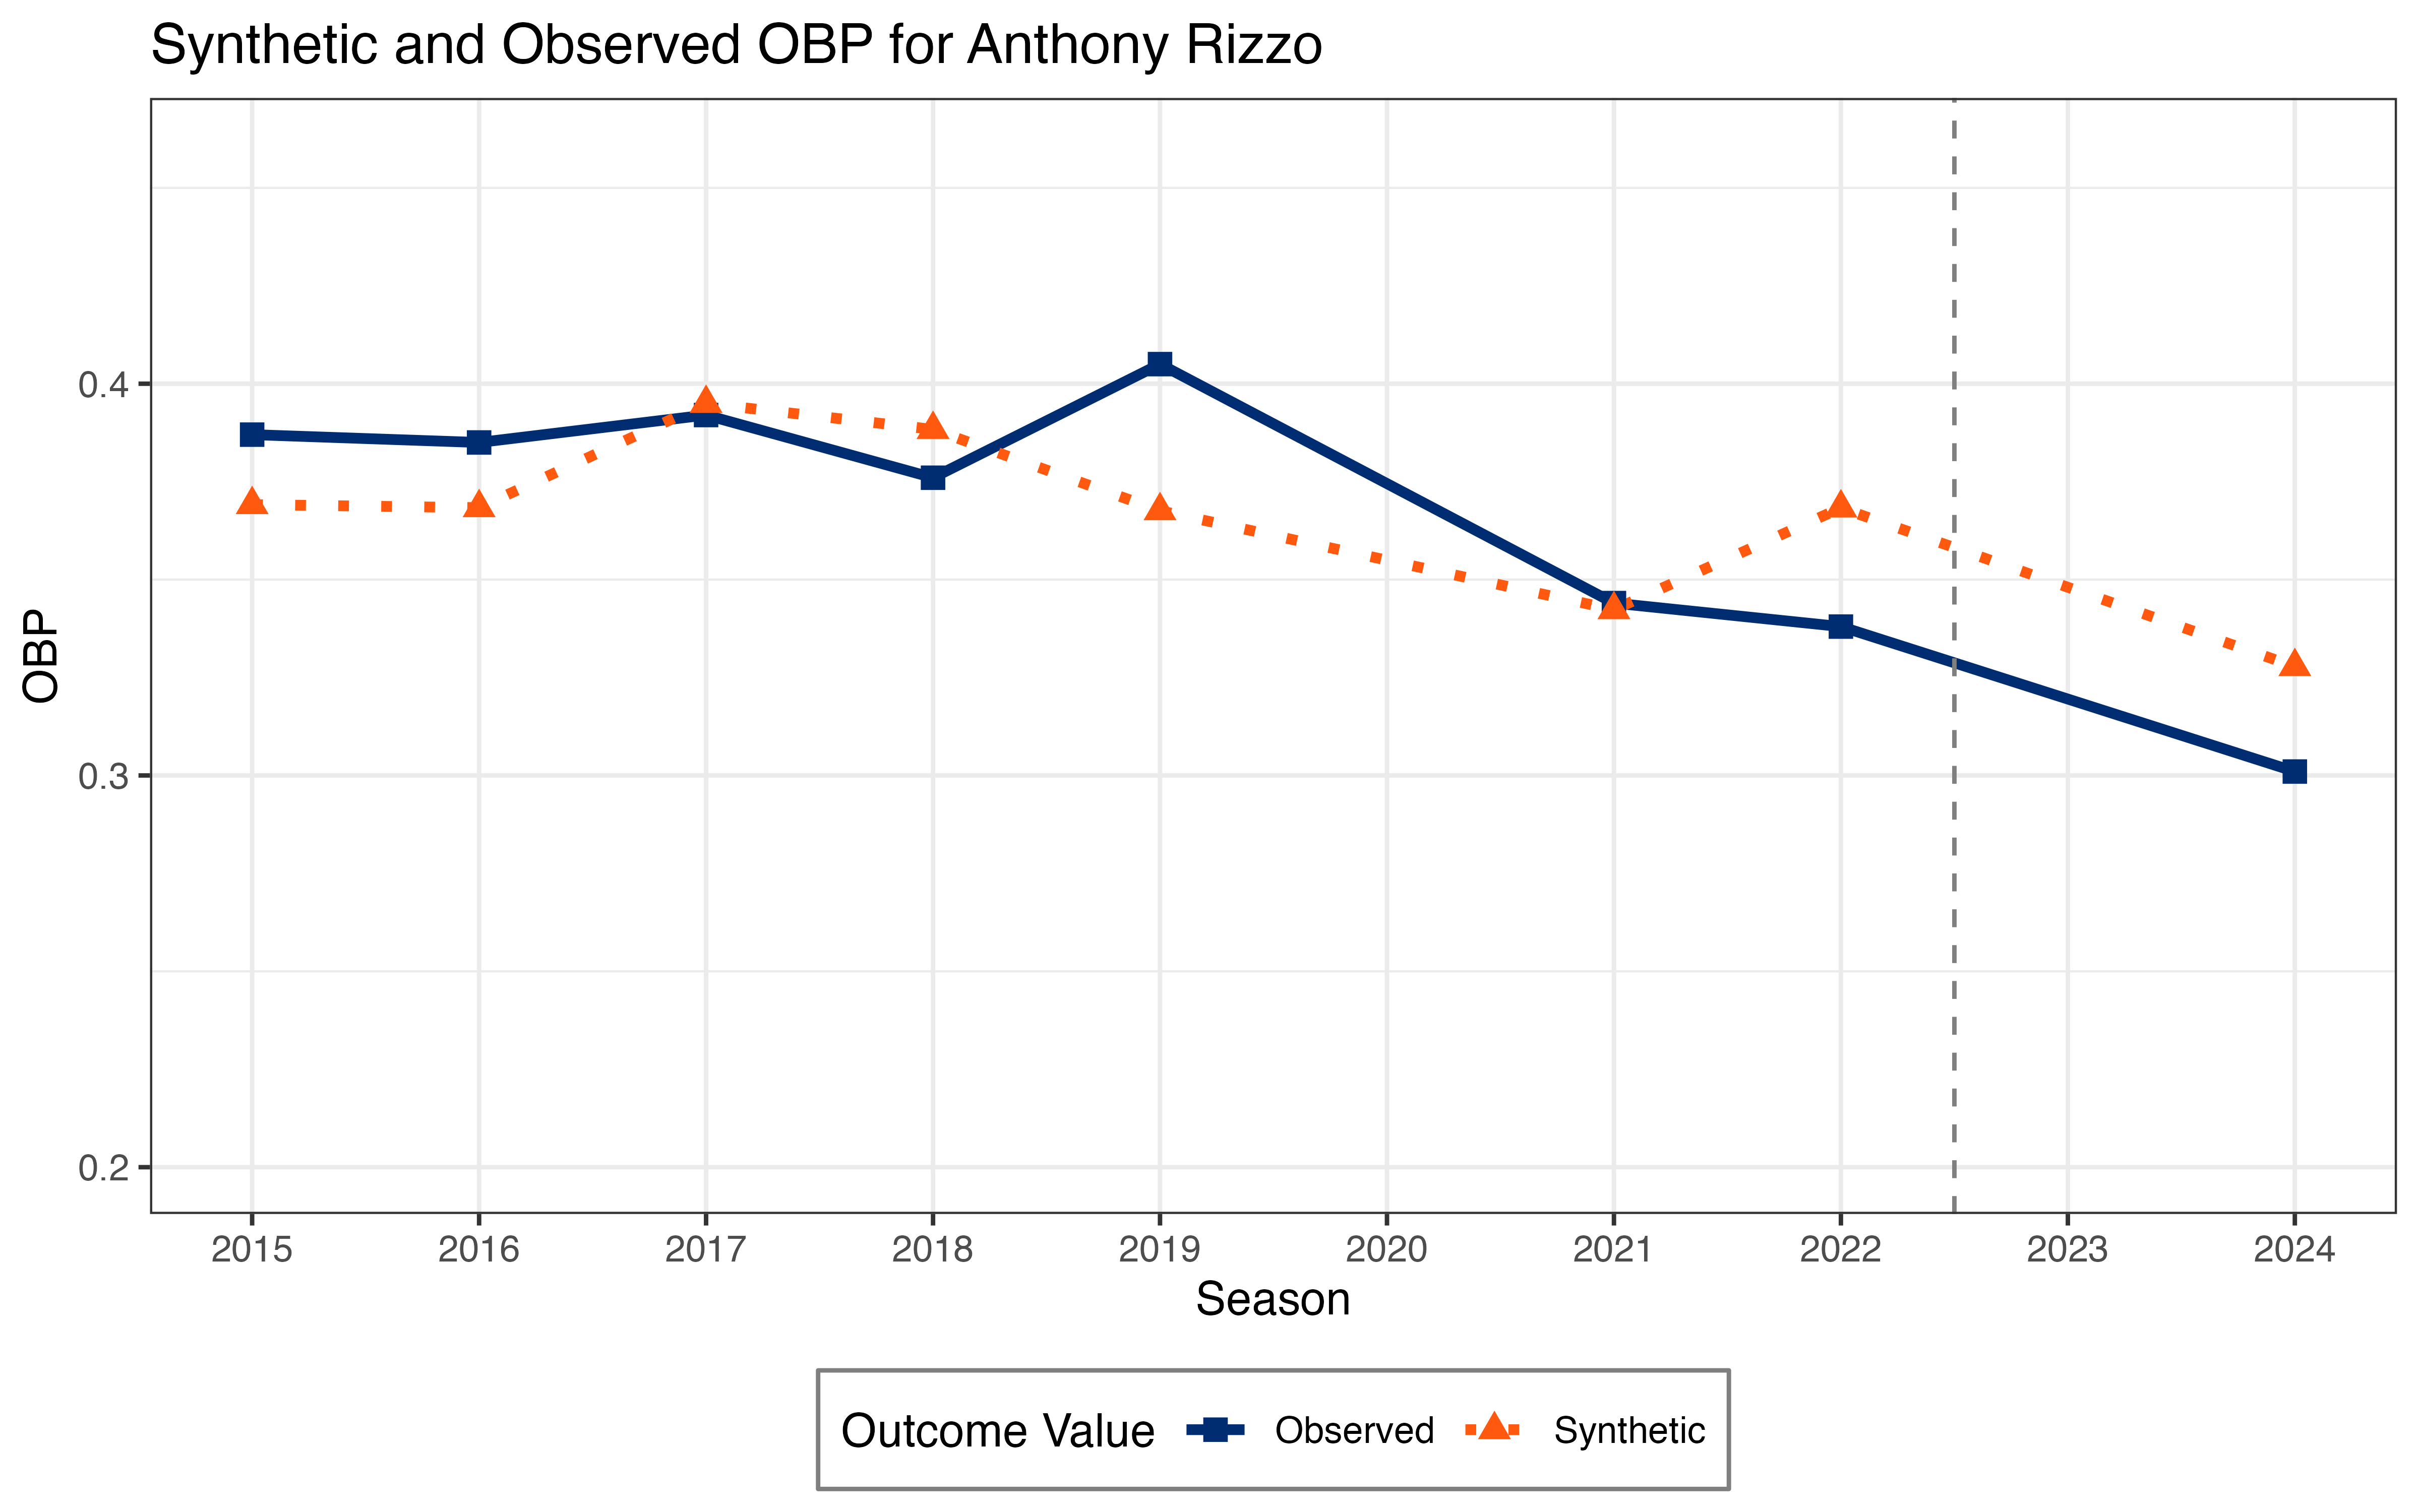 Synthetic and Observed OBP for Anthony Rizzo
OBP
0.4
0.3
0.2
2015 2016 2017 2018 2019 2020 2021 2022 2023 2024
Season
Outcome Value Observed Synthetic